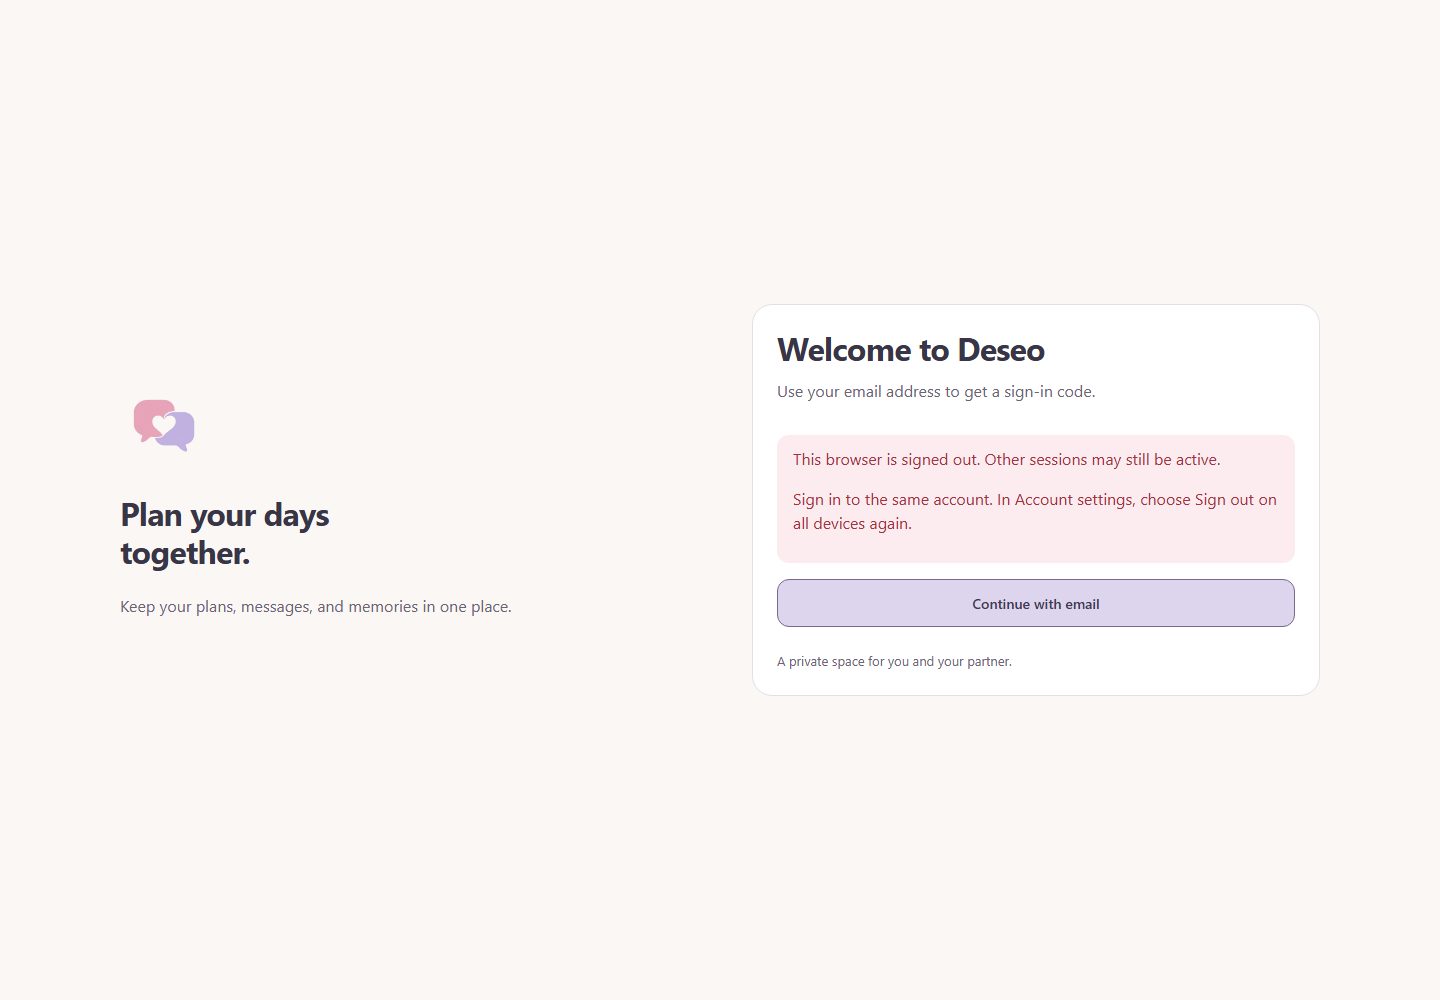 Plan your days
together.
Keep your plans, messages, and memories in one place.
Welcome to Deseo
Use your email address to get a sign-in code.
This browser is signed out. Other sessions may still be active.
Sign in to the same account. In Account settings, choose Sign out on
all devices again.
Continue with email
A private space for you and your partner.